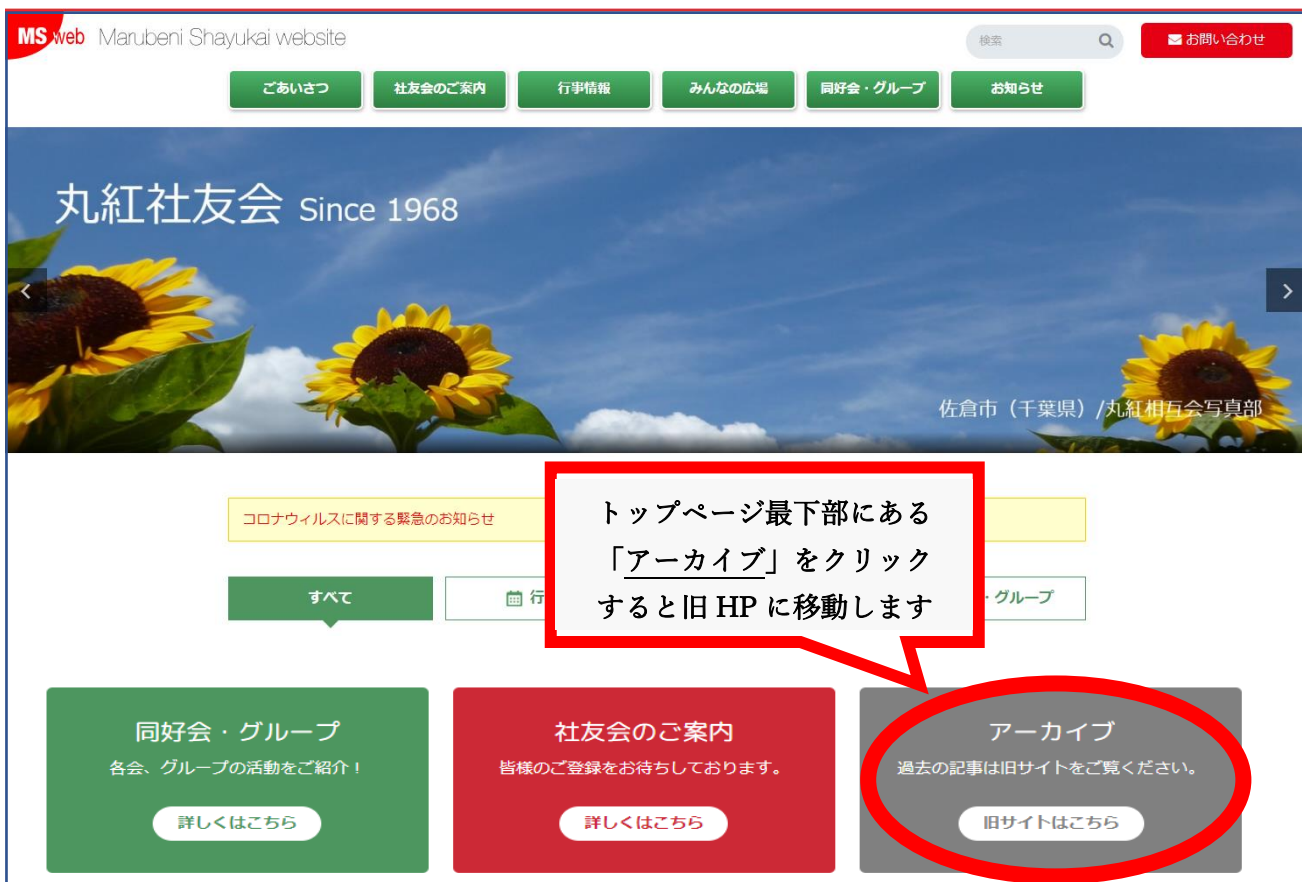 MS web Marubeni Shayukai website
検索
お問い合わせ
ごあいさつ 社友会のご案内 行事情報 みんなの広場 同好会・グループ お知らせ
丸紅社友会 Since 1968
佐倉市（千葉県）/丸紅相互会写真部
コロナウィルスに関する緊急のお知らせ
トップページ最下部にある
「アーカイブ」をクリック
すると旧 HP に移動します
すべて 行 ・グループ
同好会・グループ
各会、グループの活動をご紹介！
詳しくはこちら
社友会のご案内
皆様のご登録をお待ちしております。
詳しくはこちら
アーカイブ
過去の記事は旧サイトをご覧ください。
旧サイトはこちら